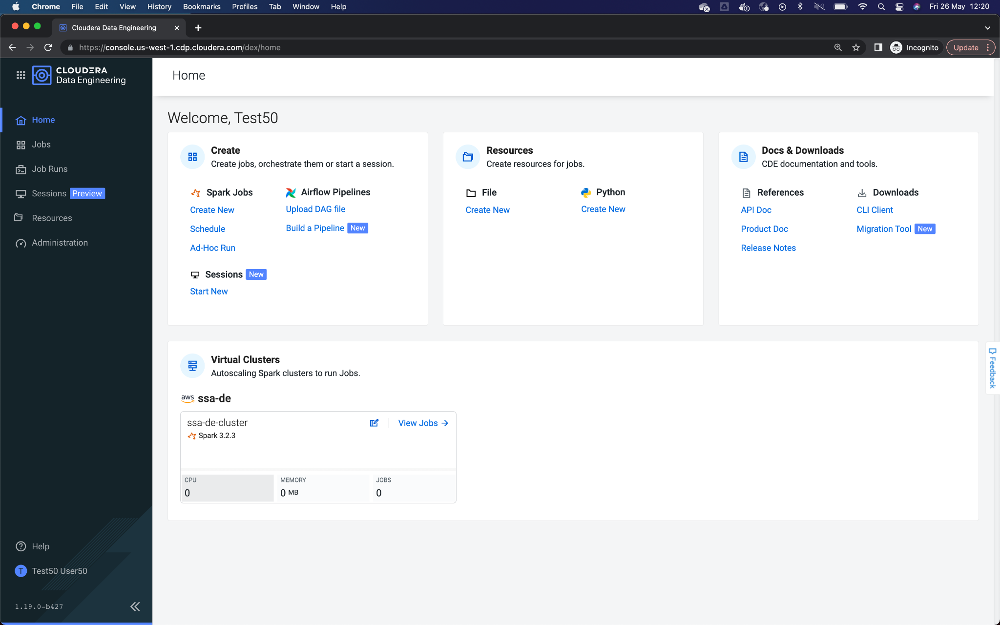 Chrome File Edit View History Bookmarks Profiles Tab Window Help Fri 26 May 12:20
Cloudera Data Engineering
https://console.us-west-1.cdp.cloudera.com/dex/home Incognito Update
CLOUDERA
Data Engineering
Home
Jobs
Job Runs
Sessions Preview
Resources
Administration
Help
T Test50 User50
1.19.0-b427
Home
Welcome, Test50
Create
Create jobs, orchestrate them or start a session.
Spark Jobs
Create New
Schedule
Ad-Hoc Run
Airflow Pipelines
Upload DAG file
Build a Pipeline New
Sessions New
Start New
Resources
Create resources for jobs.
File
Create New
Python
Create New
Docs & Downloads
CDE documentation and tools.
References
API Doc
Product Doc
Release Notes
Downloads
CLI Client
Migration Tool New
Virtual Clusters
Autoscaling Spark clusters to run Jobs.
aws ssa-de
ssa-de-cluster View Jobs
Spark 3.2.3
CPU MEMORY JOBS
0 0 MB 0
Feedback